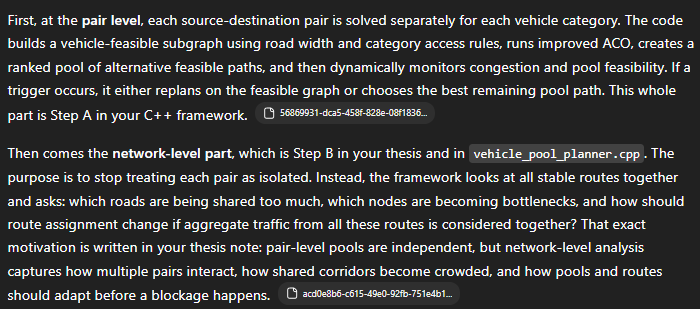 First, at the pair level, each source-destination pair is solved separately for each vehicle category. The code
builds a vehicle-feasible subgraph using road width and category access rules, runs improved ACO, creates a
ranked pool of alternative feasible paths, and then dynamically monitors congestion and pool feasibility. If a
trigger occurs, it either replans on the feasible graph or chooses the best remaining pool path. This whole
part is Step A in your C++ framework. 56869931-dca5-458f-828e-08f1836...
Then comes the network-level part, which is Step B in your thesis and in vehicle_pool_planner.cpp. The
purpose is to stop treating each pair as isolated. Instead, the framework looks at all stable routes together
and asks: which roads are being shared too much, which nodes are becoming bottlenecks, and how should
route assignment change if aggregate traffic from all these routes is considered together? That exact
motivation is written in your thesis note: pair-level pools are independent, but network-level analysis
captures how multiple pairs interact, how shared corridors become crowded, and how pools and routes
should adapt before a blockage happens. acd0e8b6-c615-49e0-92fb-751e4b1...